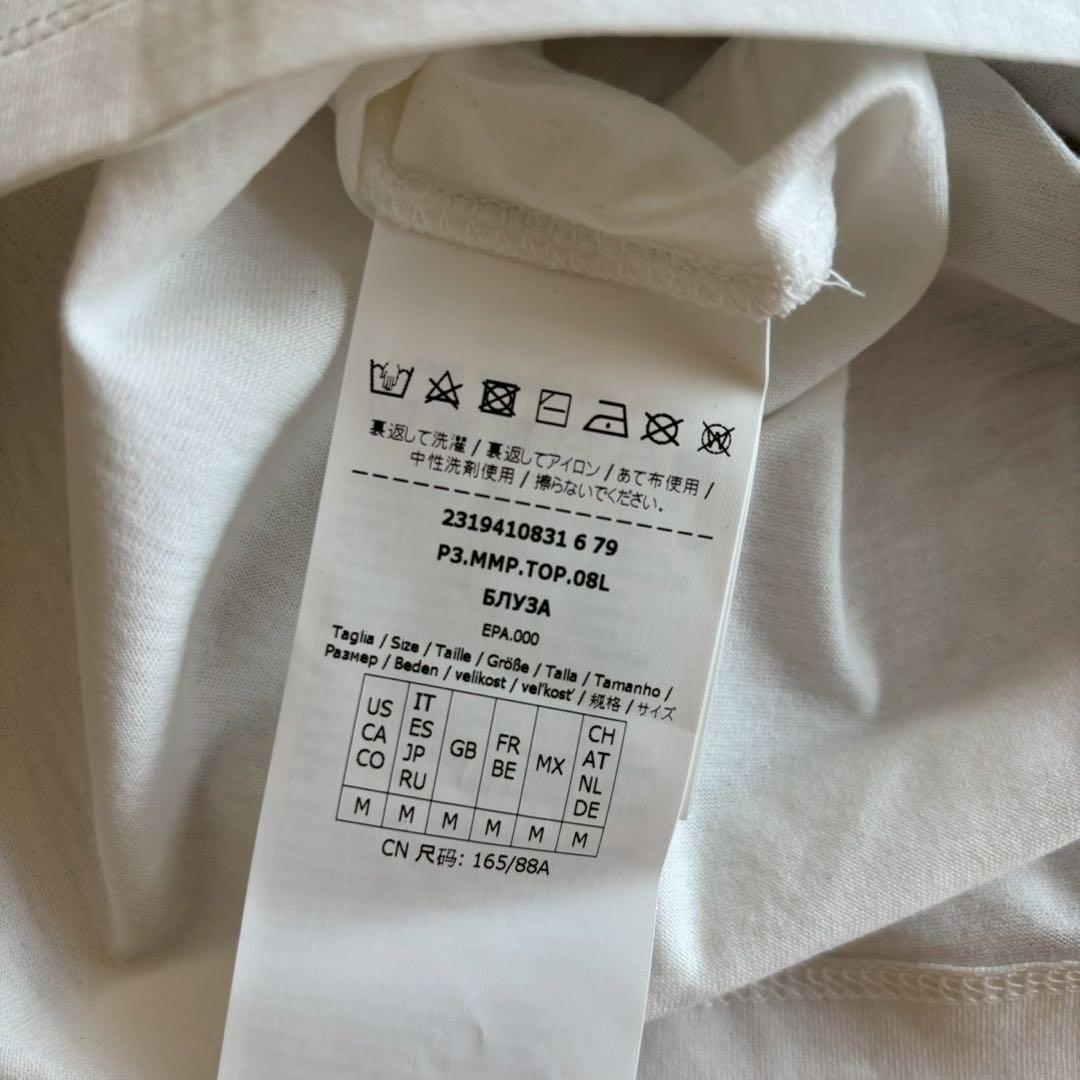 裏返して洗濯 / 裏返してアイロン / あて布使用 /
中性洗剤使用 / 擦らないでください.
2319410831 6 79
P3.MMP.TOP.08L
БЛУЗА
EPA.000
Taglia / Size / Taille / Größe / Talla / Tamanho /
Размер / Beden / velikost / veľkosť / 规格 / サイズ
US CA CO IT ES JP RU GB FR BE MX CH AT NL DE
M M M M M M
CN 尺码: 165/88A